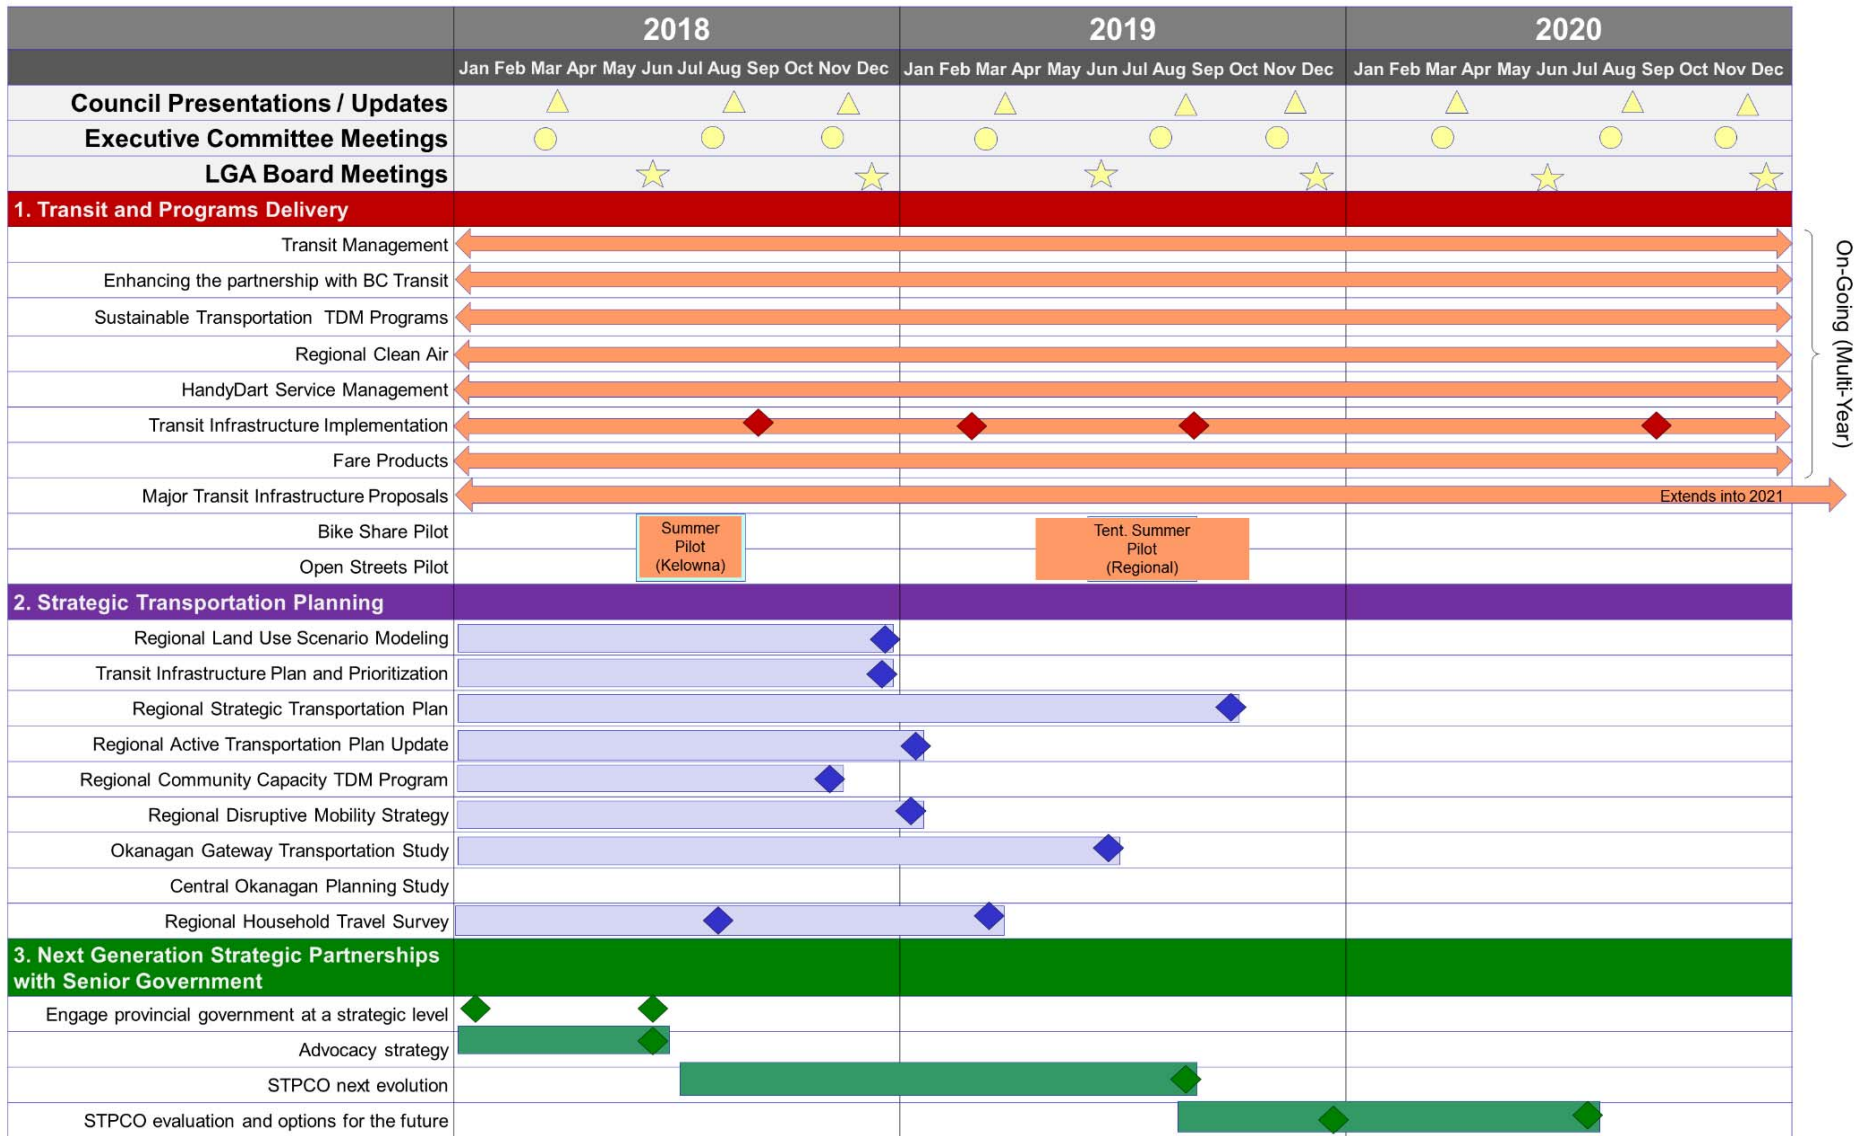 2018 2019 2020
Jan Feb Mar Apr May Jun Jul Aug Sep Oct Nov Dec Jan Feb Mar Apr May Jun Jul Aug Sep Oct Nov Dec Jan Feb Mar Apr May Jun Jul Aug Sep Oct Nov Dec
Council Presentations / Updates
Executive Committee Meetings
LGA Board Meetings
1. Transit and Programs Delivery
Transit Management
Enhancing the partnership with BC Transit
Sustainable Transportation TDM Programs
Regional Clean Air
HandyDart Service Management
Transit Infrastructure Implementation
Fare Products
On-Going (Multi-Year)
Major Transit Infrastructure Proposals
Extends into 2021
Bike Share Pilot
Open Streets Pilot
Summer
Pilot
(Kelowna)
Tent. Summer
Pilot
(Regional)
2. Strategic Transportation Planning
Regional Land Use Scenario Modeling
Transit Infrastructure Plan and Prioritization
Regional Strategic Transportation Plan
Regional Active Transportation Plan Update
Regional Community Capacity TDM Program
Regional Disruptive Mobility Strategy
Okanagan Gateway Transportation Study
Central Okanagan Planning Study
Regional Household Travel Survey
3. Next Generation Strategic Partnerships
with Senior Government
Engage provincial government at a strategic level
Advocacy strategy
STPCO next evolution
STPCO evaluation and options for the future